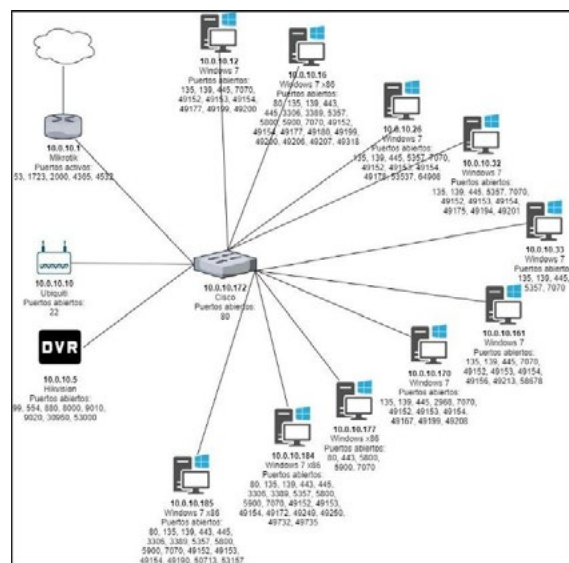 10.0.10.12
Windows 7
Puertos abiertos:
135, 139, 445, 7070,
49152, 49153, 49154,
49177, 49199, 49200
10.0.10.16
Windows 7 x86
Puertos abiertos:
80, 135, 139, 443,
445, 3306, 3389, 5357,
5800, 5900, 7070, 49152,
49154, 49177, 49180, 49199,
49200, 49206, 49207, 49318
10.0.10.1
Mikrotik
Puertos activos:
53, 1723, 2000, 4365, 4532
10.0.10.26
Windows 7
Puertos abiertos:
135, 139, 445, 5357, 7070,
49152, 49153, 49154,
49178, 53537, 64908
10.0.10.32
Windows 7
Puertos abiertos:
135, 139, 445, 5357, 7070,
49152, 49153, 49154,
49175, 49194, 49201
10.0.10.33
Windows 7
Puertos abiertos:
135, 139, 445,
5357, 7070
10.0.10.10
Ubiquiti
Puertos abiertos:
22
10.0.10.172
Cisco
Puertos abiertos:
80
10.0.10.161
Windows 7
Puertos abiertos:
135, 139, 445, 7070,
49152, 49153, 49154,
49156, 49213, 58678
DVR
10.0.10.5
Hikvision
Puertos abiertos:
99, 554, 880, 8000, 9010,
9020, 30950, 53000
10.0.10.170
Windows 7
Puertos abiertos:
135, 139, 445, 2968, 7070,
49152, 49153, 49154,
49167, 49199, 49208
10.0.10.177
Windows x86
Puertos abiertos:
80, 443, 5800,
5900, 7070
10.0.10.184
Windows 7 x86
Puertos abiertos:
80, 135, 139, 443, 445,
3306, 3389, 5357, 5800,
5900, 7070, 49152, 49153,
49154, 49172, 49249, 49250,
49732, 49735
10.0.10.185
Windows 7 x86
Puertos abiertos:
80, 135, 139, 443, 445,
3306, 3389, 5357, 5800,
5900, 7070, 49152, 49153,
49154, 49190, 50713, 53167